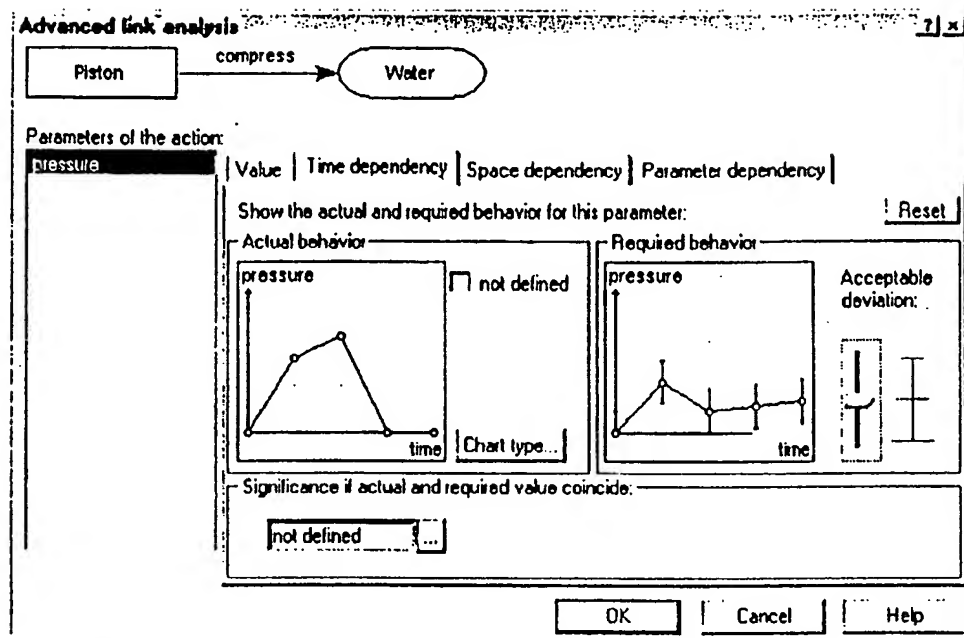 Advanced link analysis ? x
compress
Piston Water
Parameters of the action:
pressure
Value Time dependency Space dependency Parameter dependency
Show the actual and required behavior for this parameter: Reset
Actual behavior Required behavior
pressure not defined pressure Acceptable
deviation:
time Chart type... time
Significance if actual and required value coincide:
not defined ...
OK Cancel Help